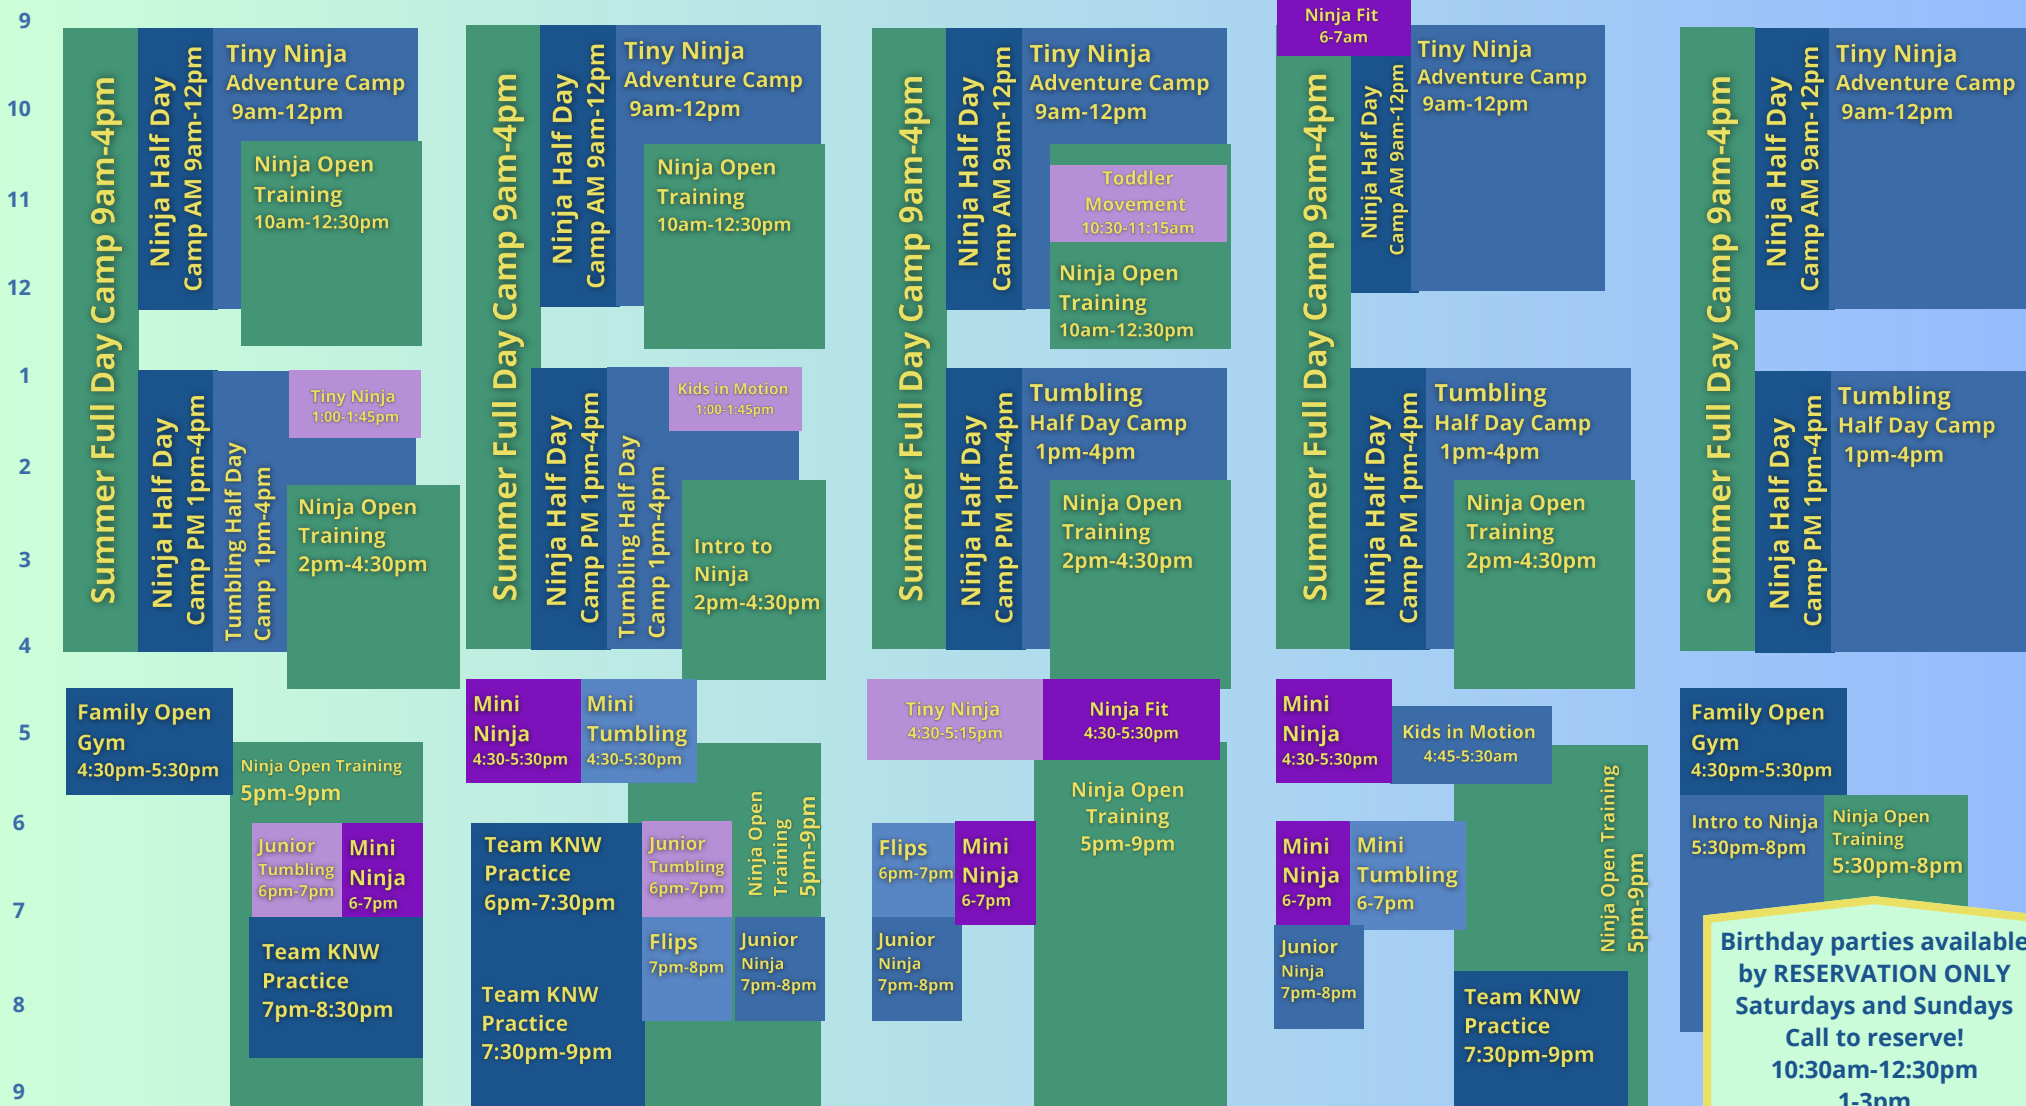 9
10
11
12
1
2
3
4
5
6
7
8
9
Summer Full Day Camp 9am-4pm
Ninja Half Day
Camp AM 9am-12pm
Tiny Ninja
Adventure Camp
9am-12pm
Ninja Open
Training
10am-12:30pm
Ninja Half Day
Camp PM 1pm-4pm
Tumbling Half Day
Camp 1pm-4pm
Tiny Ninja
1:00-1:45pm
Ninja Open
Training
2pm-4:30pm
Family Open
Gym
4:30pm-5:30pm
Ninja Open Training
5pm-9pm
Junior
Tumbling
6pm-7pm
Mini
Ninja
6-7pm
Team KNW
Practice
7pm-8:30pm
Summer Full Day Camp 9am-4pm
Ninja Half Day
Camp AM 9am-12pm
Tiny Ninja
Adventure Camp
9am-12pm
Ninja Open
Training
10am-12:30pm
Ninja Half Day
Camp PM 1pm-4pm
Tumbling Half Day
Camp 1pm-4pm
Kids in Motion
1:00-1:45pm
Intro to
Ninja
2pm-4:30pm
Mini
Ninja
4:30-5:30pm
Mini
Tumbling
4:30-5:30pm
Ninja Open
Training
5pm-9pm
Team KNW
Practice
6pm-7:30pm
Junior
Tumbling
6pm-7pm
Flips
7pm-8pm
Junior
Ninja
7pm-8pm
Team KNW
Practice
7:30pm-9pm
Summer Full Day Camp 9am-4pm
Ninja Half Day
Camp AM 9am-12pm
Tiny Ninja
Adventure Camp
9am-12pm
Toddler
Movement
10:30-11:15am
Ninja Open
Training
10am-12:30pm
Ninja Half Day
Camp PM 1pm-4pm
Tumbling
Half Day Camp
1pm-4pm
Ninja Open
Training
2pm-4:30pm
Tiny Ninja
4:30-5:15pm
Ninja Fit
4:30-5:30pm
Ninja Open
Training
5pm-9pm
Flips
6pm-7pm
Mini
Ninja
6-7pm
Junior
Ninja
7pm-8pm
Ninja Fit
6-7am
Summer Full Day Camp 9am-4pm
Ninja Half Day
Camp AM 9am-12pm
Tiny Ninja
Adventure Camp
9am-12pm
Ninja Half Day
Camp PM 1pm-4pm
Tumbling
Half Day Camp
1pm-4pm
Ninja Open
Training
2pm-4:30pm
Mini
Ninja
4:30-5:30pm
Kids in Motion
4:45-5:30am
Ninja Open Training
5pm-9pm
Mini
Ninja
6-7pm
Mini
Tumbling
6-7pm
Junior
Ninja
7pm-8pm
Team KNW
Practice
7:30pm-9pm
Summer Full Day Camp 9am-4pm
Ninja Half Day
Camp AM 9am-12pm
Tiny Ninja
Adventure Camp
9am-12pm
Ninja Half Day
Camp PM 1pm-4pm
Tumbling
Half Day Camp
1pm-4pm
Family Open
Gym
4:30pm-5:30pm
Intro to Ninja
5:30pm-8pm
Ninja Open
Training
5:30pm-8pm
Birthday parties available
by RESERVATION ONLY
Saturdays and Sundays
Call to reserve!
10:30am-12:30pm
1-3pm